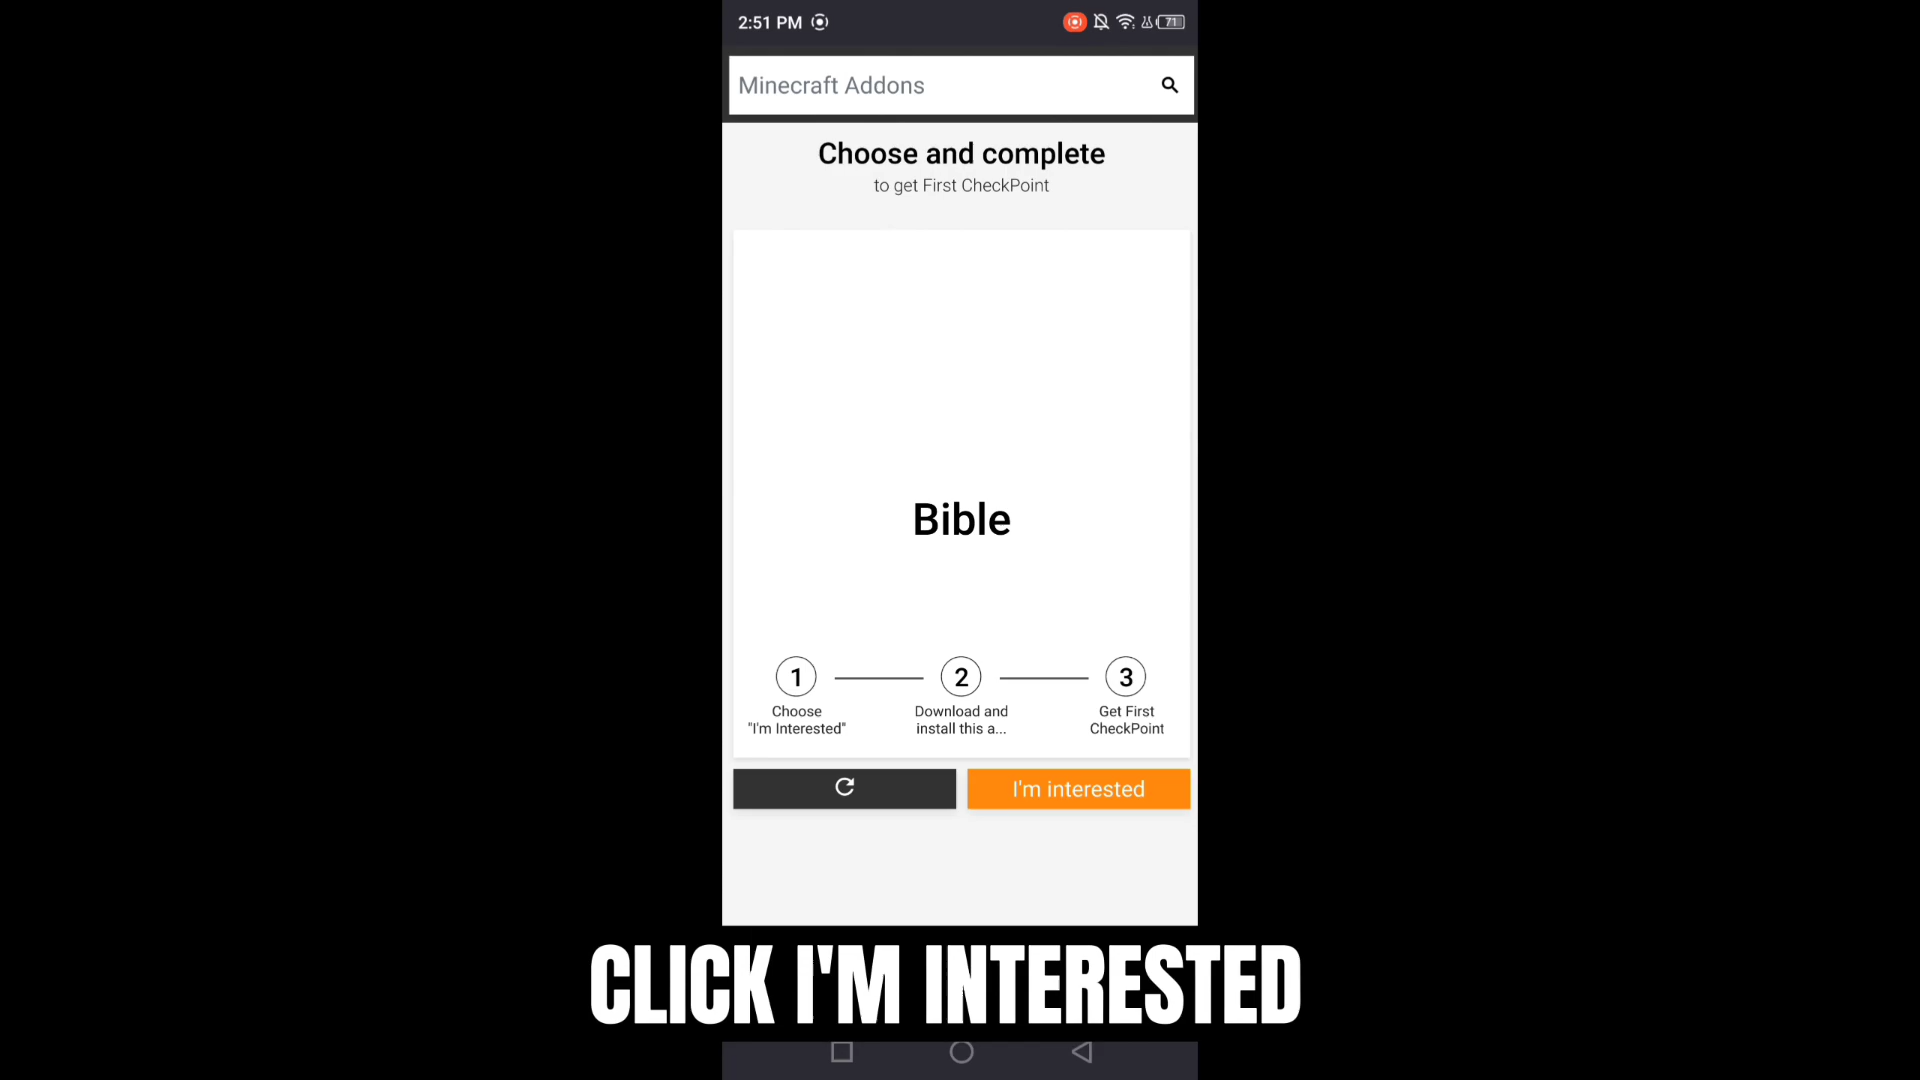 2:51 PM
71
Minecraft Addons
Choose and complete
to get First CheckPoint
Bible
1
2
3
Choose
"I'm Interested"
Download and
install this a...
Get First
CheckPoint
I'm interested
CLICK I'M INTERESTED